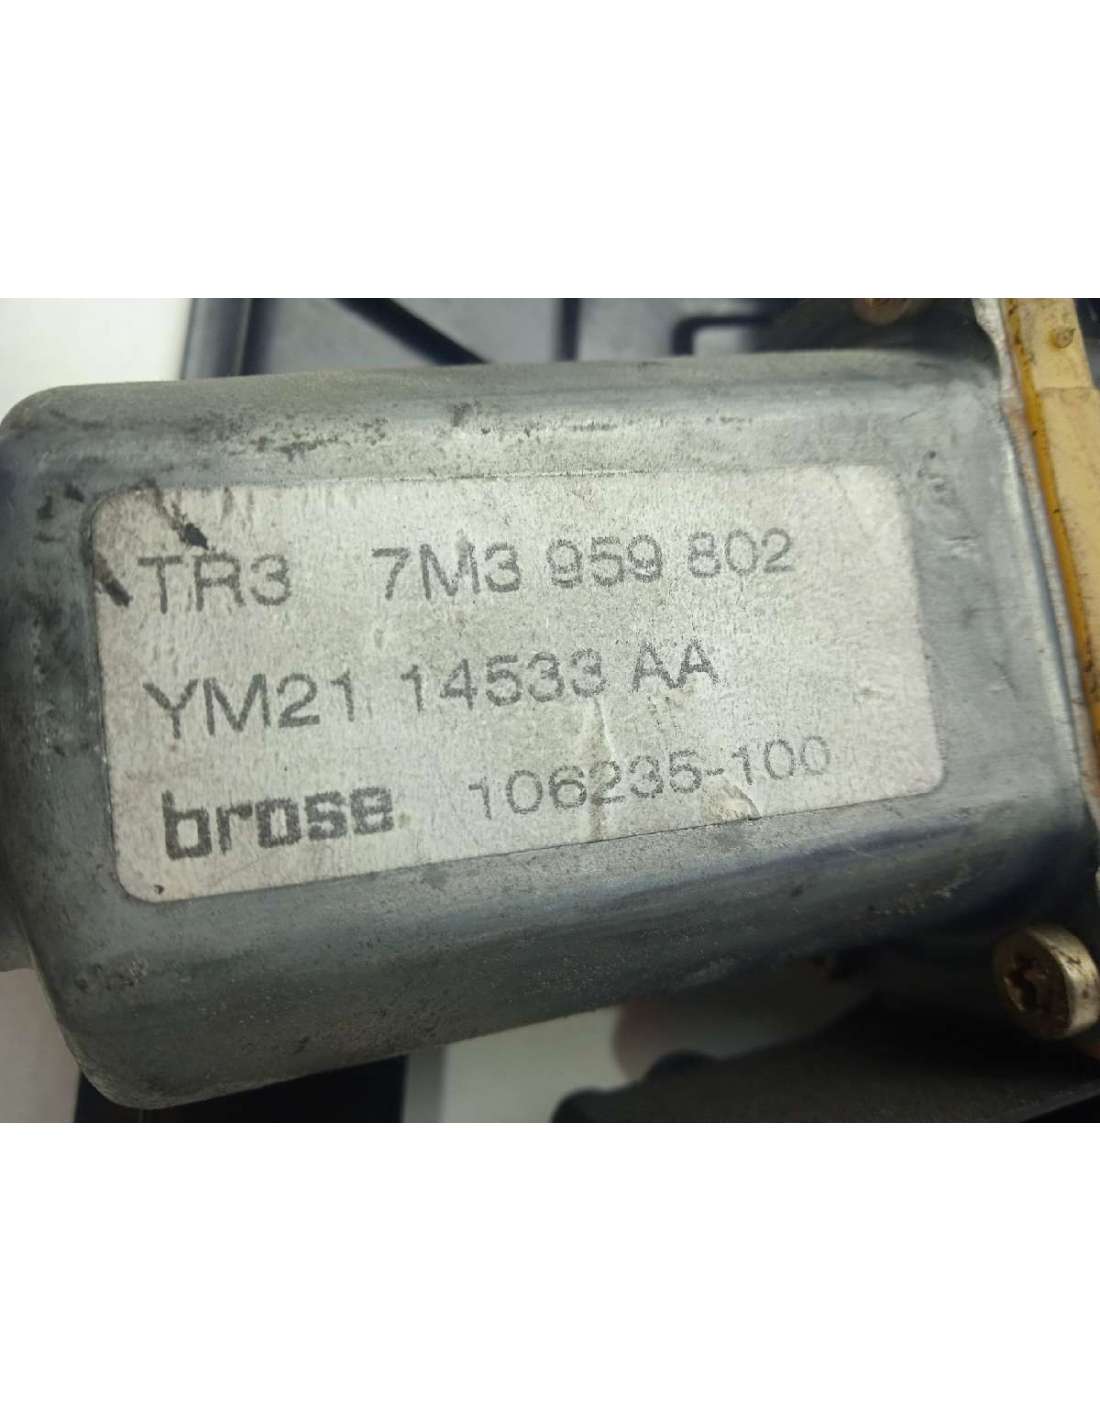 TR3 7M3 959 802
YM21 14533 AA
brose 106235-100